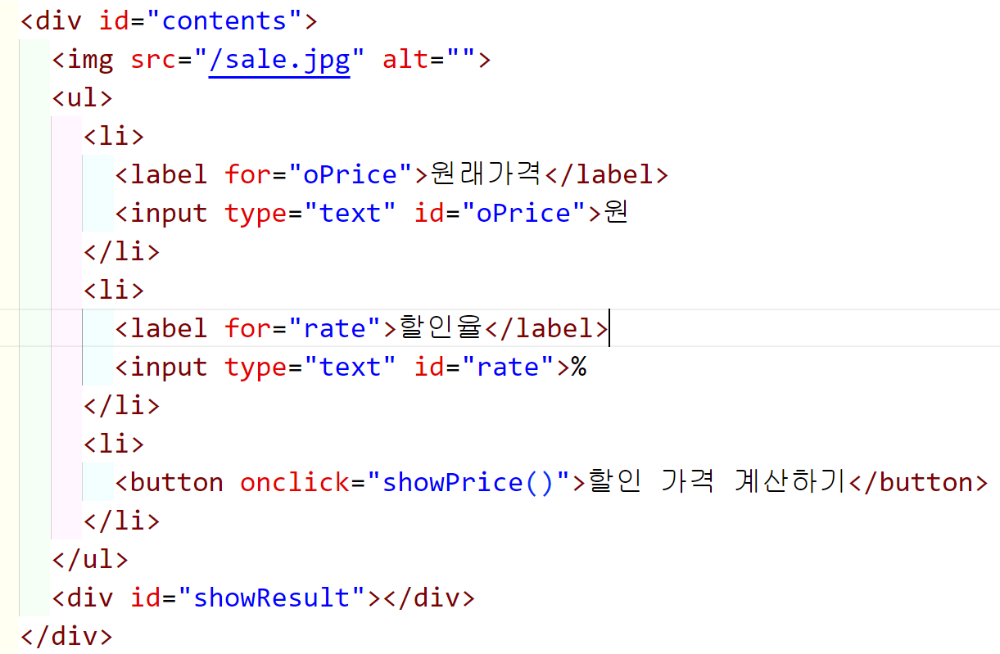 <div id="contents">
<img src="/sale.jpg" alt="">
<ul>
<li>
<label for="oPrice">원래가격</label>
<input type="text" id="oPrice">원
</li>
<li>
<label for="rate">할인율</label>
<input type="text" id="rate">%
</li>
<li>
<button onclick="showPrice()">할인 가격 계산하기</button>
</li>
</ul>
<div id="showResult"></div>
</div>